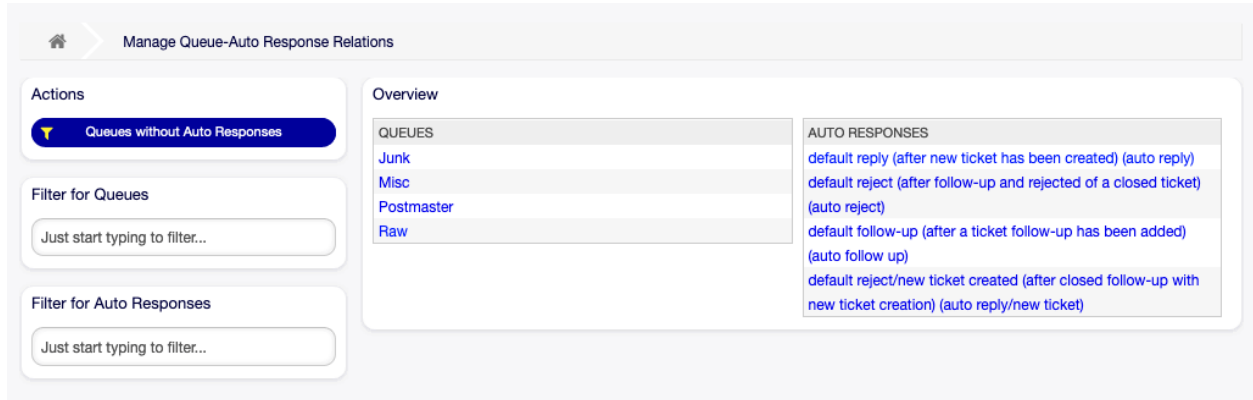 Manage Queue-Auto Response Relations
Actions
Queues without Auto Responses
Filter for Queues
Just start typing to filter...
Filter for Auto Responses
Just start typing to filter...
Overview
QUEUES
Junk
Misc
Postmaster
Raw
AUTO RESPONSES
default reply (after new ticket has been created) (auto reply)
default reject (after follow-up and rejected of a closed ticket)
(auto reject)
default follow-up (after a ticket follow-up has been added)
(auto follow up)
default reject/new ticket created (after closed follow-up with
new ticket creation) (auto reply/new ticket)